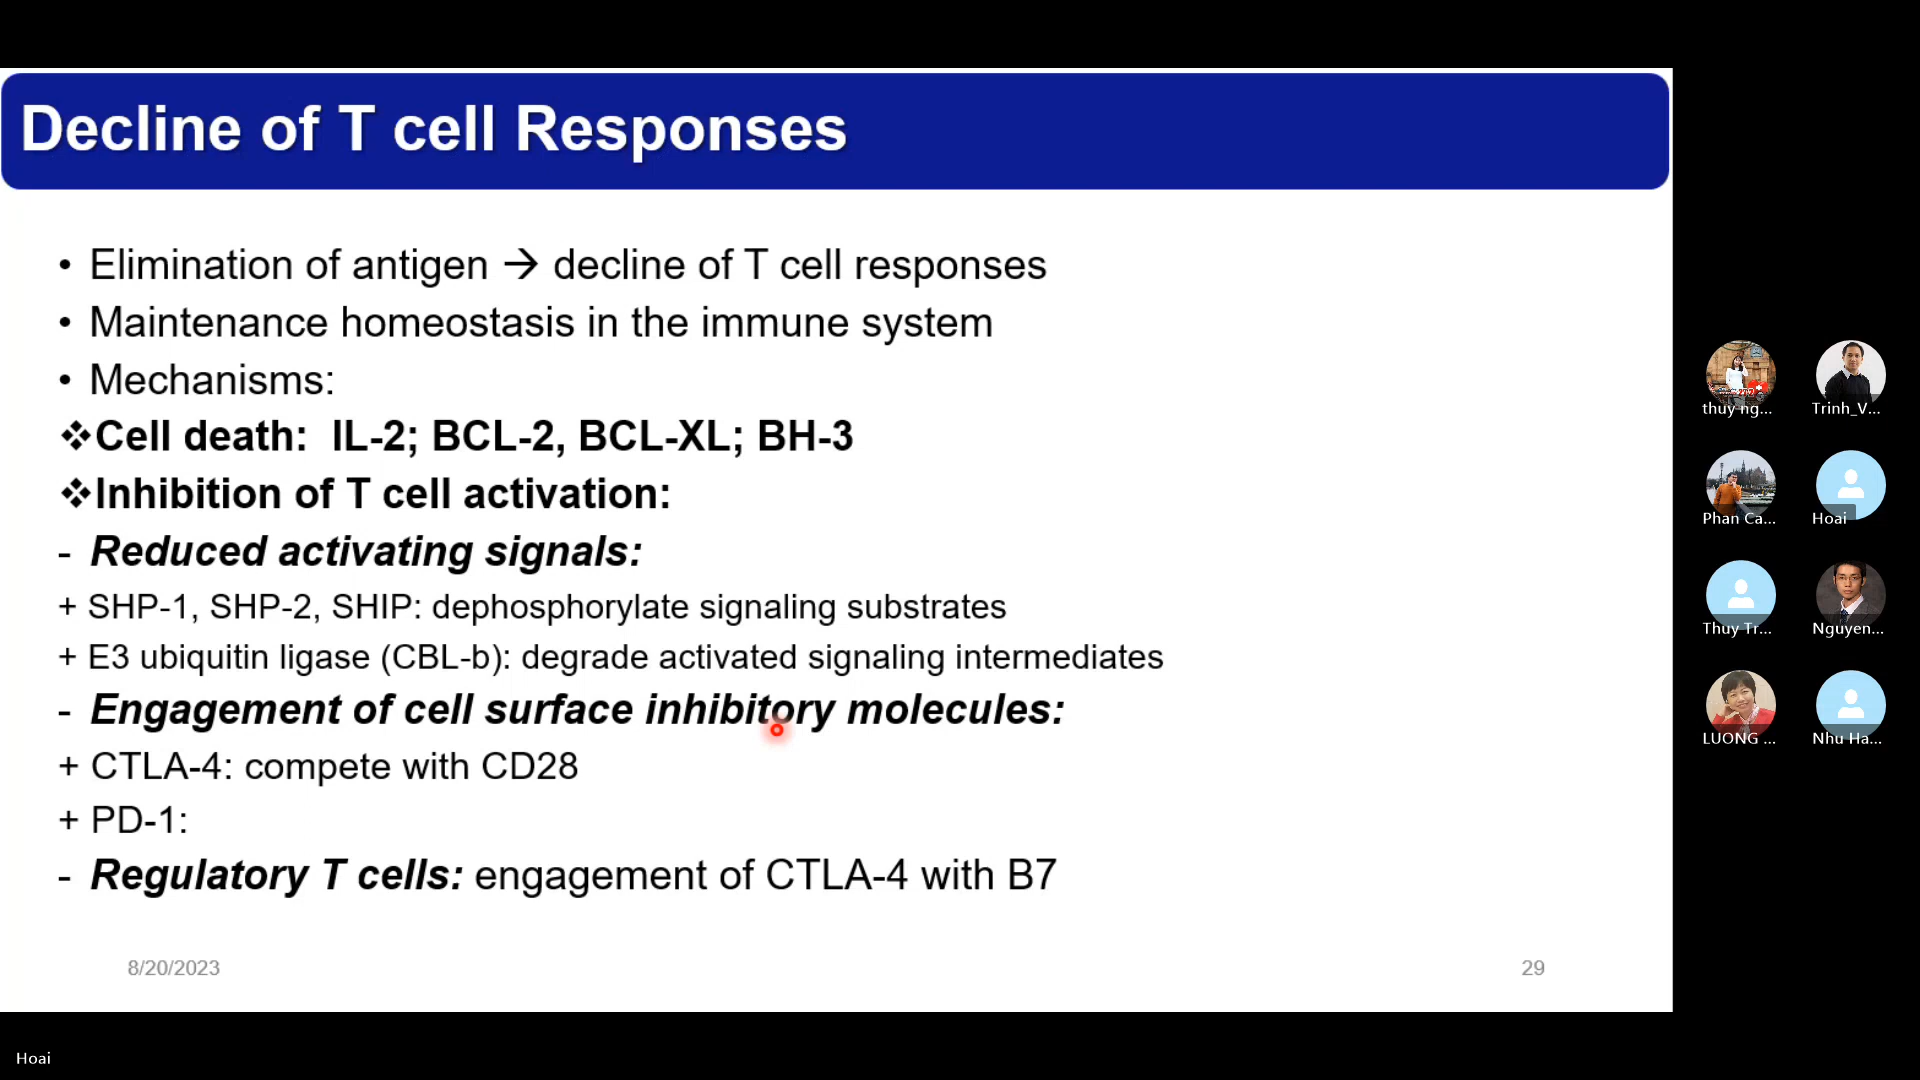 Decline of T cell Responses
• Elimination of antigen → decline of T cell responses
• Maintenance homeostasis in the immune system
• Mechanisms:
❖Cell death: IL-2; BCL-2, BCL-XL; BH-3
❖Inhibition of T cell activation:
- Reduced activating signals:
+ SHP-1, SHP-2, SHIP: dephosphorylate signaling substrates
+ E3 ubiquitin ligase (CBL-b): degrade activated signaling intermediates
- Engagement of cell surface inhibitory molecules:
+ CTLA-4: compete with CD28
+ PD-1:
- Regulatory T cells: engagement of CTLA-4 with B7
8/20/2023
29
thuy ng...
Trinh_V...
Phan Ca...
Hoai
Thuy Tr...
Nguyen...
LUONG ...
Nhu Ha...
Hoai